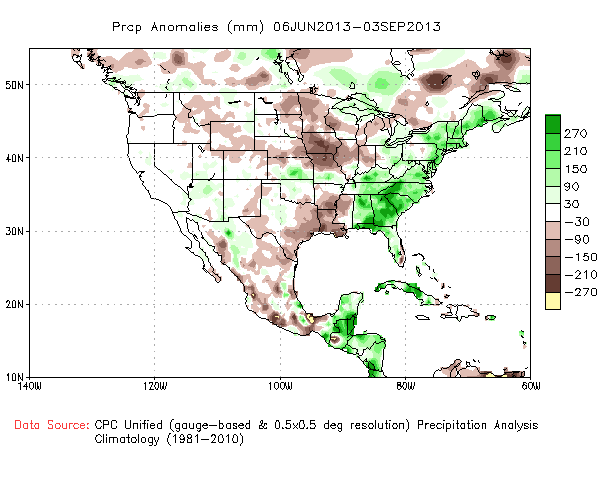 Prcp Anomalies (mm) 06JUN2013-03SEP2013
50N
40N
30N
20N
10N
140W 120W 100W 80W 60W
270
210
150
90
30
-30
-90
-150
-210
-270
Data Source: CPC Unified (gauge-based & 0.5x0.5 deg resolution) Precipitation Analysis
Climatology (1981-2010)